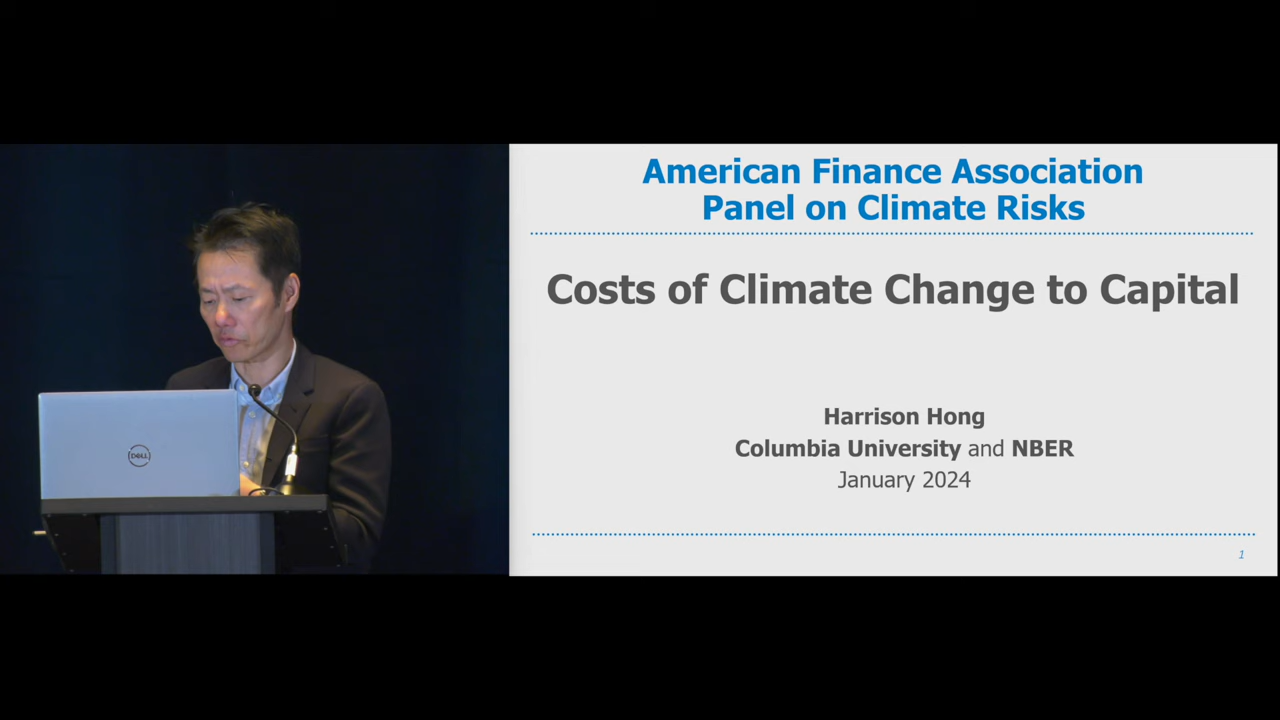 American Finance Association
Panel on Climate Risks
Costs of Climate Change to Capital
Harrison Hong
Columbia University and NBER
January 2024
1
DELL